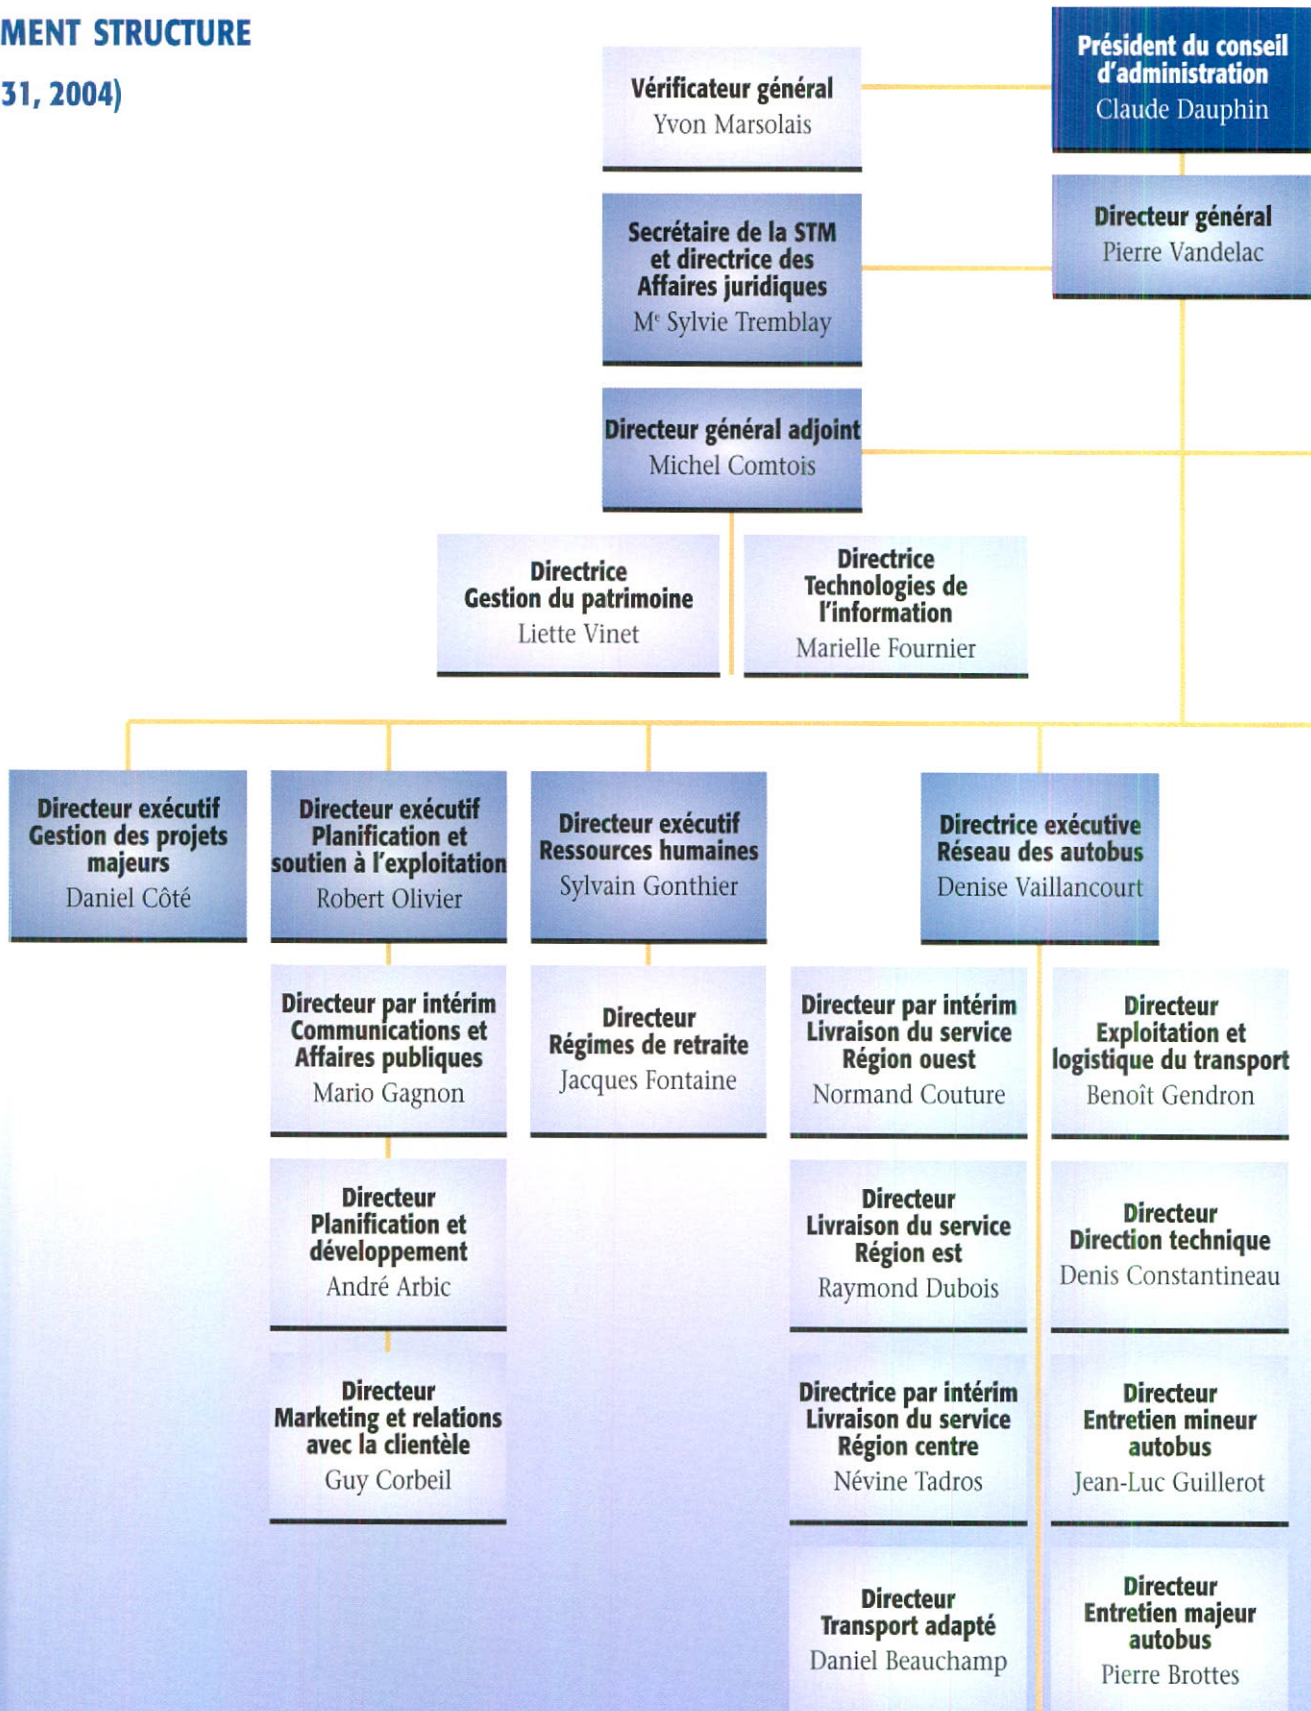 MENT STRUCTURE
31, 2004)
Président du conseil
d'administration
Claude Dauphin
Vérificateur général
Yvon Marsolais
Directeur général
Pierre Vandelac
Secrétaire de la STM
et directrice des
Affaires juridiques
Mᵉ Sylvie Tremblay
Directeur général adjoint
Michel Comtois
Directrice
Gestion du patrimoine
Liette Vinet
Directrice
Technologies de
l'information
Marielle Fournier
Directeur exécutif
Gestion des projets
majeurs
Daniel Côté
Directeur exécutif
Planification et
soutien à l'exploitation
Robert Olivier
Directeur exécutif
Ressources humaines
Sylvain Gonthier
Directrice exécutive
Réseau des autobus
Denise Vaillancourt
Directeur par intérim
Communications et
Affaires publiques
Mario Gagnon
Directeur
Régimes de retraite
Jacques Fontaine
Directeur par intérim
Livraison du service
Région ouest
Normand Couture
Directeur
Exploitation et
logistique du transport
Benoît Gendron
Directeur
Planification et
développement
André Arbic
Directeur
Livraison du service
Région est
Raymond Dubois
Directeur
Direction technique
Denis Constantineau
Directeur
Marketing et relations
avec la clientèle
Guy Corbeil
Directrice par intérim
Livraison du service
Région centre
Névine Tadros
Directeur
Entretien mineur
autobus
Jean-Luc Guillerot
Directeur
Transport adapté
Daniel Beauchamp
Directeur
Entretien majeur
autobus
Pierre Brottes